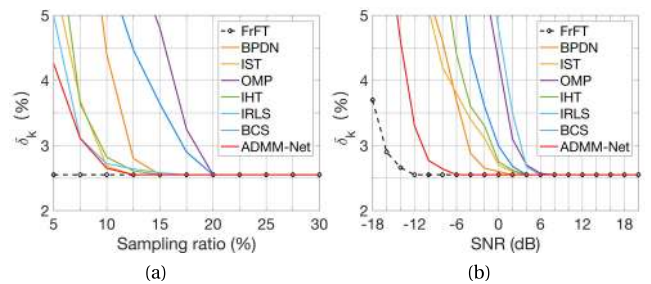 5
4
3
2
δk (%)
5 10 15 20 25 30
Sampling ratio (%)
FrFT
BPDN
IST
OMP
IHT
IRLS
BCS
ADMM-Net
(a)
5
4
3
2
δk (%)
-18 -12 -6 0 6 12 18
SNR (dB)
FrFT
BPDN
IST
OMP
IHT
IRLS
BCS
ADMM-Net
(b)